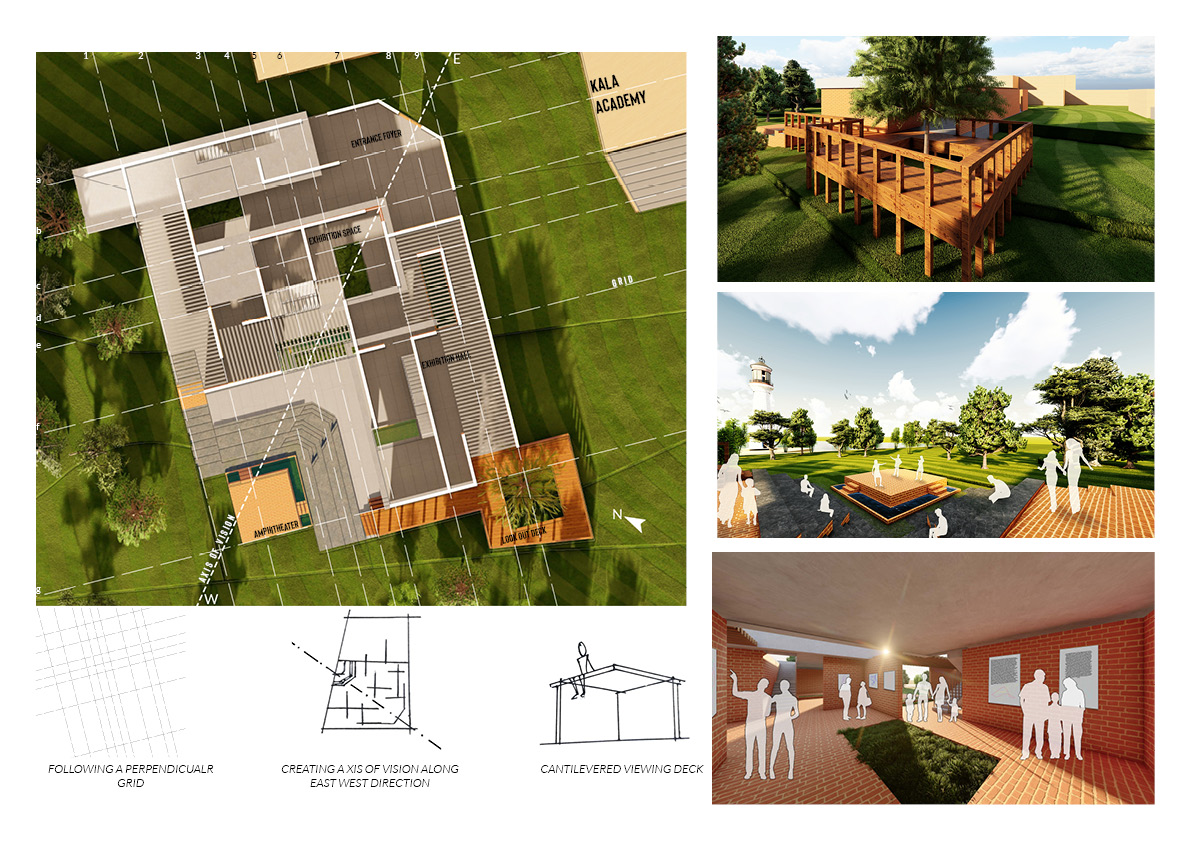 1 2 3 4 5 6 7 8 9
E
KALA
ACADEMY
ENTRANCE FOYER
a
b
EXHIBITION SPACE
c
GRID
d
e
EXHIBITION HALL
f
N
AMPHITHEATER
LOOK OUT DECK
AXIS OF VISION
g
W
FOLLOWING A PERPENDICUALR
GRID
CREATING A XIS OF VISION ALONG
EAST WEST DIRECTION
CANTILEVERED VIEWING DECK